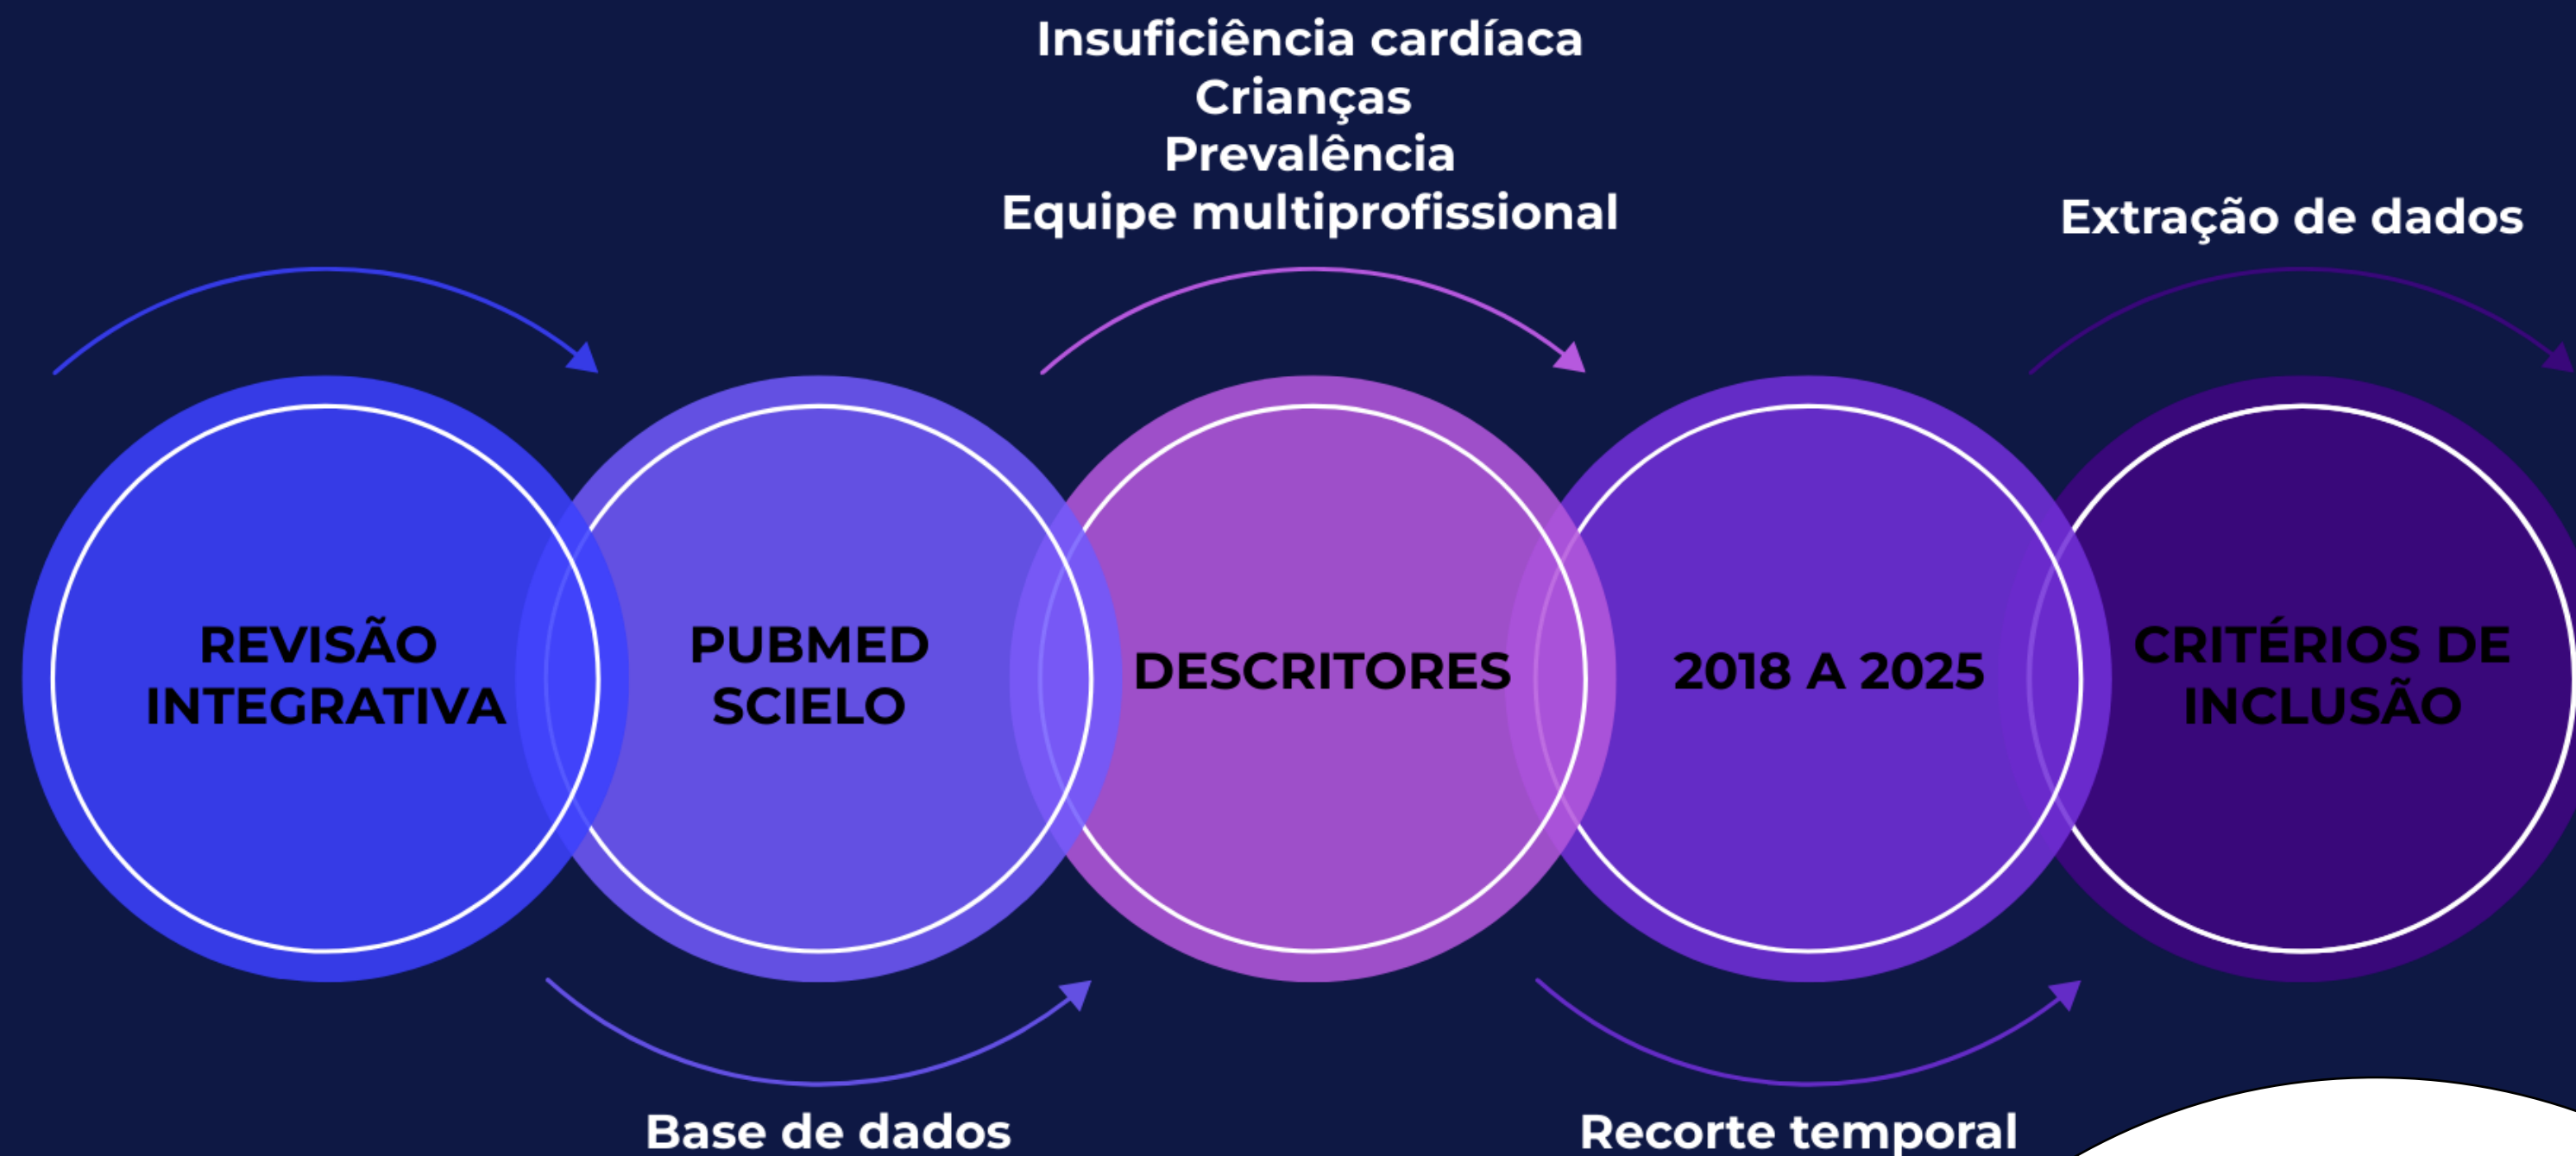 Insuficiência cardíaca
Crianças
Prevalência
Equipe multiprofissional
Extração de dados
REVISÃO
INTEGRATIVA
PUBMED
SCIELO
DESCRITORES
2018 A 2025
CRITÉRIOS DE
INCLUSÃO
Base de dados
Recorte temporal